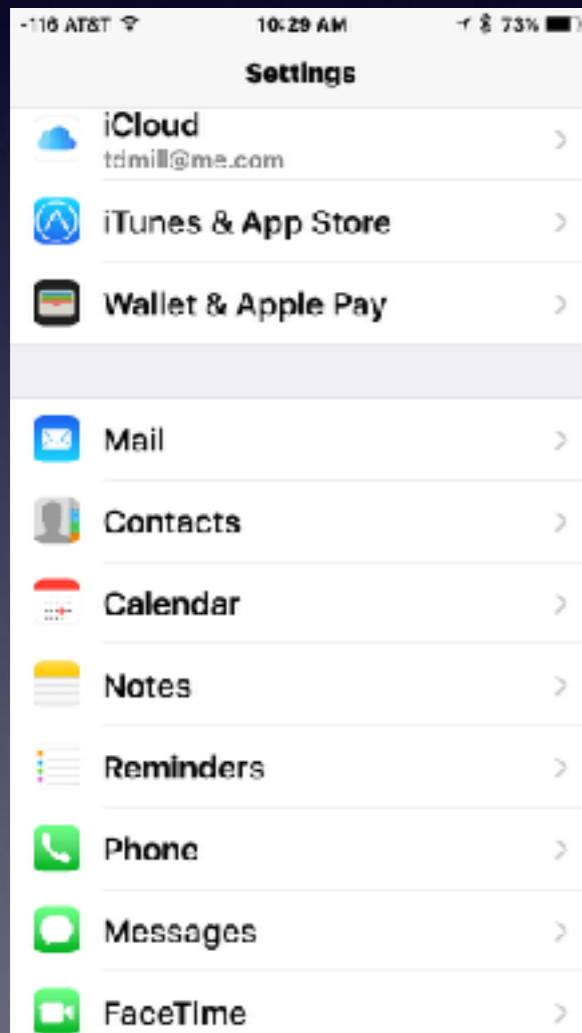 -116 AT&T 10:29 AM 73%
Settings
iCloud
tdmill@me.com
iTunes & App Store
Wallet & Apple Pay
Mail
Contacts
Calendar
Notes
Reminders
Phone
Messages
FaceTime